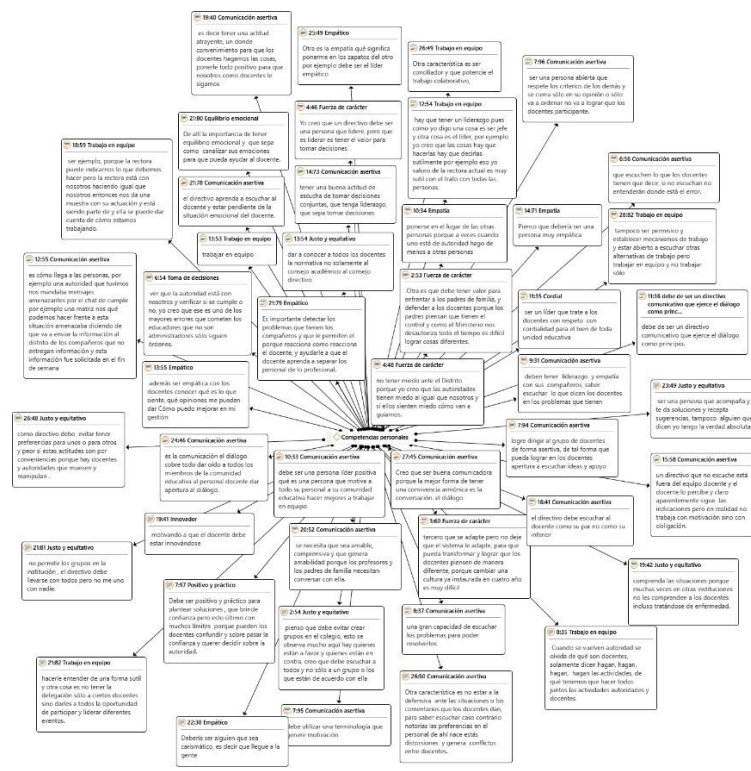 19:40 Comunicación asertiva
es decir tener una actitud
atrayente, un donde
convenimiento para que los
docentes hagamos las cosas,
ponerle todo positivo para que
nosotros como docentes le
sigamos
25:49 Empático
Otra es la empatía qué significa
ponerme en los zapatos del otro
por ejemplo debe ser el líder
empático
26:49 Trabajo en equipo
Otra característica es ser
conciliador y que potencie el
trabajo colaborativo,
7:96 Comunicación asertiva
ser una persona abierta que
respete los criterios de los demás y
se cierra sólo en su opinión o sólo
va a ordenar no va a lograr que los
docentes participante.
21:80 Equilibrio emocional
De allí la importancia de tener
equilibrio emocional y que sepa
como canalizar sus emociones
para que pueda ayudar al docente.
4:46 Fuerza de carácter
Yo creo que un directivo debe ser
una persona que lidere, pero que
es liderar es tener el valor para
tomar decisiones
12:54 Trabajo en equipo
hay que tener un liderazgo pues
como yo digo una cosa es ser jefe
y otra cosa es el líder, por ejemplo
yo creo que las cosas hay que
hacerlas hay que decirlas
sutilmente por ejemplo eso yo
valoro de la rectora actual es muy
sutil con el trato con todas las
personas.
18:59 Trabajo en equipo
ser ejemplo, porque la rectora
puede indicarnos lo que debemos
hacer pero la rectora está con
nosotros haciendo igual que
nosotros entonces nos da una
muestra con su actuación y está
siendo parte de y ella se puede dar
cuenta de cómo estamos
trabajando.
21:78 Comunicación asertiva
el directivo aprenda a escuchar al
docente y estar pendiente de la
situación emocional del docente.
14:73 Comunicación asertiva
tener una buena actitud de
escucha de tomar decisiones
conjuntas, que tenga liderazgo,
que sepa tomar decisiones
6:56 Comunicación asertiva
que escuchen lo que los docentes
tienen que decir, si no escuchan no
entenderán donde está el error.
10:34 Empatía
ponerse en el lugar de las otras
personas porque a veces cuando
uno está de autoridad hago de
menos a otras personas
14:71 Empatía
Pienso que debería ser una
persona muy empática
20:82 Trabajo en equipo
tampoco ser permisivo y
establecer mecanismos de trabajo
y estar abierto a escuchar otras
alternativas de trabajo pero
trabajar en equipo y no trabajar
sólo
13:53 Trabajo en equipo
trabajar en equipo
13:54 Justo y equitativo
dar a conocer a todos los docentes
la normativa no solamente al
consejo académico al consejo
directivo
12:55 Comunicación asertiva
es cómo llega a las personas, por
ejemplo una autoridad que tuvimos
nos mandaba mensajes
amenazantes por el chat de cumple
por ejemplo una matriz nos qué
podemos hacer frente a esta
situación amenazaba diciendo de
que va a enviar la información al
distrito de los compañeros que no
entregan información y esta
información fue solicitada en el fin
de semana
6:54 Toma de decisiones
ver que la autoridad está con
nosotros y verificar si se cumple o
no, yo creo que ese es uno de los
mayores errores que cometen los
educadores que no son
administradores sólo siguen
órdenes.
2:53 Fuerza de carácter
Otra es que debe tener valor para
enfrentar a los padres de familia, y
defender a los docentes porque los
padres piensan que tienen el
control y como el Ministerio nos
desautoriza todo el tiempo es difícil
lograr cosas diferentes.
21:79 Empático
Es importante detectar los
problemas que tienen los
compañeros y que le permiten el
porque reacciona como reacciona
el docente, y ayudarle a que el
docente aprenda a separar lo
personal de lo profesional.
11:35 Cordial
ser un líder que trate a los
docentes con respeto con
cordialidad para el bien de toda
unidad educativa
11:36 debe de ser un directivo
comunicativo que ejerce el diálogo
como princ...
debe de ser un directivo
comunicativo que ejerce el diálogo
como principios.
13:55 Empático
además ser empática con los
docentes conocer qué es lo que
siente, qué opiniones me pueden
dar Cómo puedo mejorar en mi
gestión
4:48 Fuerza de carácter
no tener miedo ante el Distrito
porque yo creo que las autoridades
tienen miedo al igual que nosotros y
si ellos sienten miedo cómo van a
guiarnos.
9:31 Comunicación asertiva
deben tener liderazgo y empatía
con sus compañeros, saber
escuchar lo que dicen los docentes
en los problemas que tienen
23:49 Justo y equitativo
ser una persona que acompaña y
te da soluciones y recepta
sugerencias, tampoco alguien que
dicen yo tengo la verdad absoluta
26:48 Justo y equitativo
como directivo debo evitar tener
preferencias para unos o para otros
y peor si estas actitudes son por
conveniencias porque hay docentes
y autoridades que mueven y
manipulan .
24:46 Comunicación asertiva
es la comunicación el diálogo
sobre todo dar oído a todos los
miembros de la comunidad
educativa al personal docente dar
apertura al diálogo.
Competencias personales
7:94 Comunicación asertiva
logre dirigir al grupo de docentes
de forma asertiva, de tal forma que
pueda lograr en los docentes
apertura a escuchar ideas y apoyo
10:33 Comunicación asertiva
debe ser una persona líder positiva
qué es una persona que motiva a
todo su personal a su comunidad
educativa hacer mejores a trabajar
en equipo
27:45 Comunicación asertiva
Creo que ser buena comunicadora
porque la mejor forma de tener
una convivencia armónica es la
conversación, el diálogo
15:58 Comunicación asertiva
un directivo que no escuche está
fuera del equipo docente y el
docente lo percibe y claro
aparentemente sigue las
indicaciones pero en realidad no
trabaja con motivación sino con
obligación.
16:41 Comunicación asertiva
el directivo debe escuchar al
docente como su par no como su
inferior
19:41 Innovador
motivando a que el docente debe
estar innovándose
1:60 Fuerza de carácter
tercero que se adapte pero no deje
que el sistema le adapte, para que
pueda transformar y lograr que los
docentes piensen de manera
diferente, porque cambiar una
cultura ya instaurada en cuatro año
es muy difícil
20:52 Comunicación asertiva
se necesita que sea amable,
comprensiva y que genera
amabilidad porque los profesores y
los padres de familia necesitan
conversar con ella.
21:81 Justo y equitativo
no permito los grupos en la
institución , el directivo debe
llevarse con todos pero no me uno
con nadie.
19:42 Justo y equitativo
comprenda las situaciones porque
muchas veces en otras instituciones
no les comprenden a los docentes
incluso tratándose de enfermedad.
7:97 Positivo y práctico
Debe ser positivo y práctico para
plantear soluciones , que brinde
confianza pero esto último con
muchos límites porque pueden los
docentes confundir y sobre pasar la
confianza y querer decidir sobre la
autoridad.
2:54 Justo y equitativo
pienso que debe evitar crear
grupos en el colegio, esto se
observa mucho aquí hay quienes
están a favor y quienes están en
contra, creo que debe escuchar a
todos y no sólo a un grupo o los
que están de acuerdo con ella
8:37 Comunicación asertiva
una gran capacidad de escuchar
los problemas para poder
resolverlos
8:35 Trabajo en equipo
Cuando se vuelven autoridad se
olvida de qué son docentes,
solamente dicen hagan, hagan,
hagan, hagan las actividades, de
qué tenemos que hacer todo
juntos las actividades autoridades y
docentes.
21:82 Trabajo en equipo
hacerle entender de una forma sutil
y otra cosa es no tener la
delegación sólo a ciertos docentes
sino darles a todos la oportunidad
de participar y liderar diferentes
eventos.
26:50 Comunicación asertiva
Otra característica es no estar a la
defensiva ante las situaciones o los
comentarios que los docentes dan,
para saber escuchar caso contrario
notorias las preferencias en el
personal de ahí nace estás
distorsiones y genera conflictos
entre docentes.
22:38 Empático
Debería ser alguien que sea
carismático, es decir que llegue a la
gente
7:95 Comunicación asertiva
debe utilizar una terminología que
genere motivación